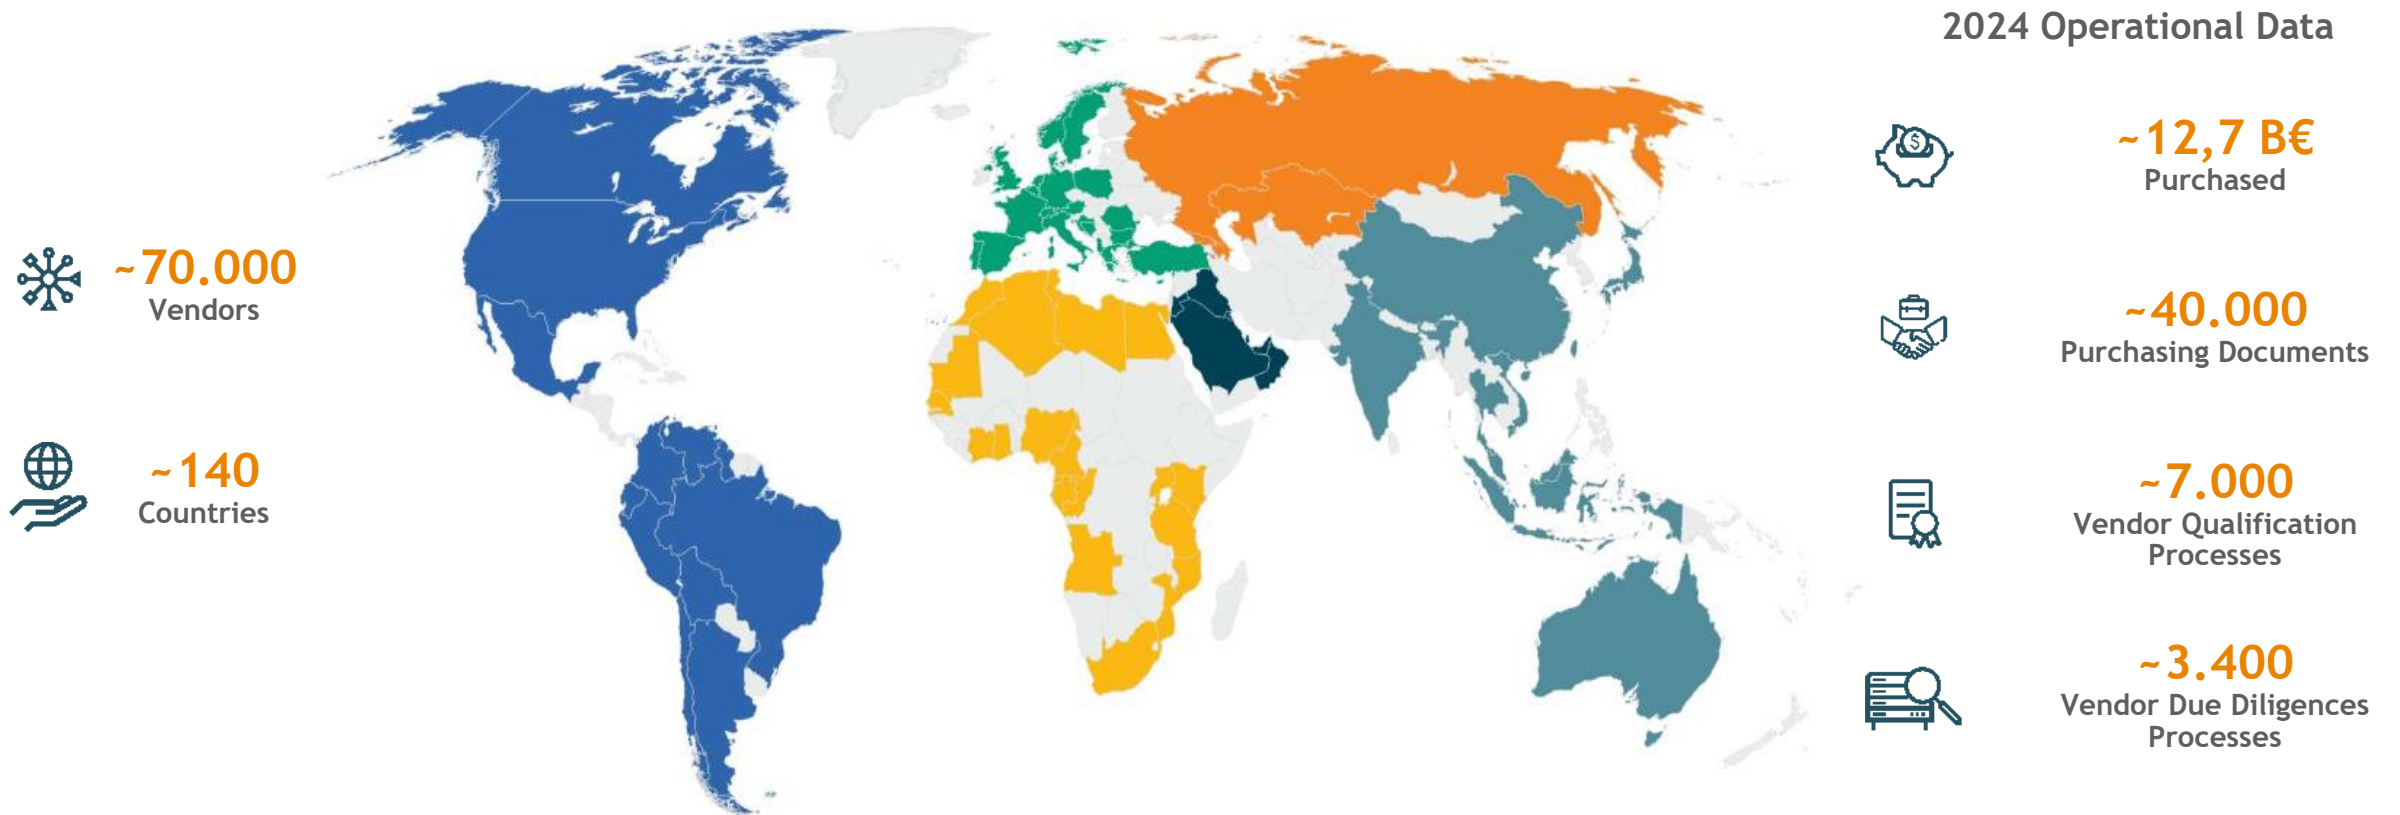 2024 Operational Data
~70.000
Vendors
~140
Countries
~12,7 B€
Purchased
~40.000
Purchasing Documents
~7.000
Vendor Qualification
Processes
~3.400
Vendor Due Diligences
Processes